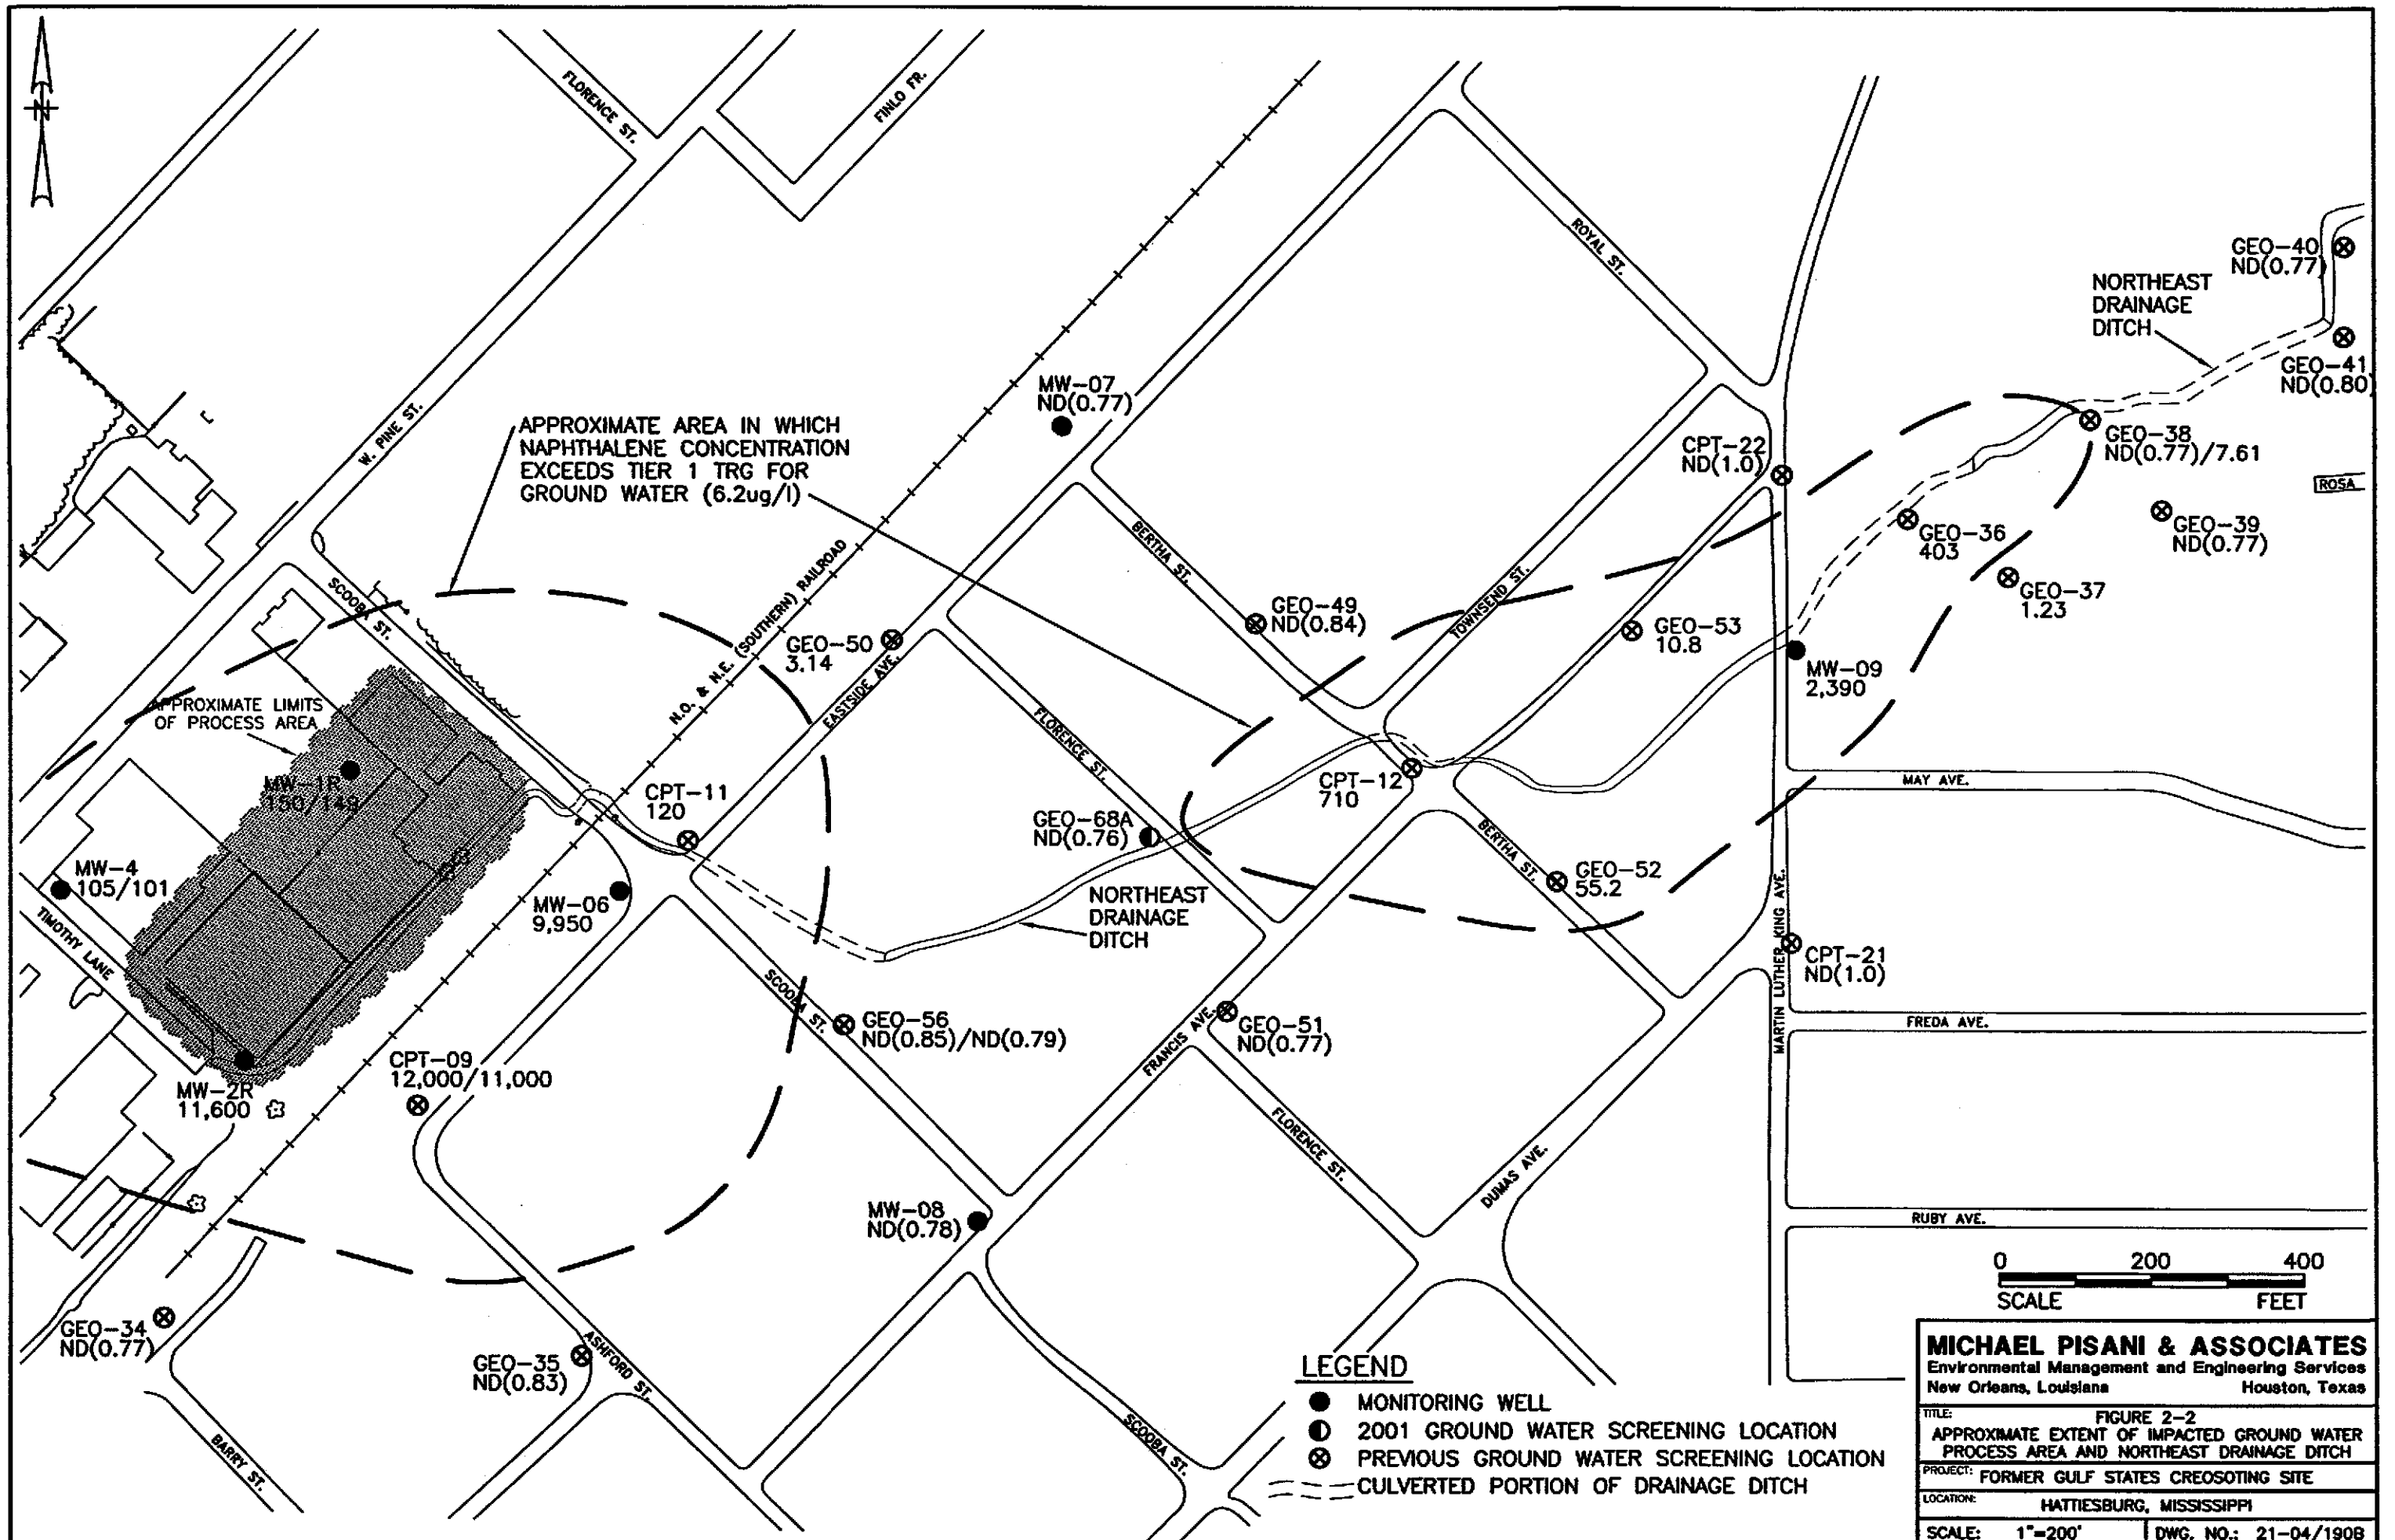 N
FLORENCE ST.
FINLO FR.
ROYAL ST.
GEO-40
ND(0.77)
NORTHEAST
DRAINAGE
DITCH
GEO-41
ND(0.80)
MW-07
ND(0.77)
W. PINE ST.
APPROXIMATE AREA IN WHICH
NAPHTHALENE CONCENTRATION
EXCEEDS TIER 1 TRG FOR
GROUND WATER (6.2ug/l)
CPT-22
ND(1.0)
GEO-38
ND(0.77)/7.61
ROSA
GEO-36
403
GEO-39
ND(0.77)
GEO-37
1.23
BERTHA ST.
N.O. & N.E. (SOUTHERN) RAILROAD
SCOOBA ST.
GEO-49
ND(0.84)
TOWNSEND ST.
GEO-53
10.8
GEO-50
3.14
EASTSIDE AVE.
MW-09
2,390
APPROXIMATE LIMITS
OF PROCESS AREA
FLORENCE ST.
MW-1R
150/149
CPT-11
120
CPT-12
710
MAY AVE.
GEO-68A
ND(0.76)
BERTHA ST.
MW-4
105/101
GEO-52
55.2
MW-06
9,950
NORTHEAST
DRAINAGE
DITCH
TIMOTHY LANE
MARTIN LUTHER KING AVE.
CPT-21
ND(1.0)
SCOOBA ST.
GEO-56
ND(0.85)/ND(0.79)
FRANCIS AVE.
GEO-51
ND(0.77)
FREDA AVE.
CPT-09
12,000/11,000
MW-2R
11,600
FLORENCE ST.
DUMAS AVE.
MW-08
ND(0.78)
RUBY AVE.
0 200 400
SCALE FEET
GEO-34
ND(0.77)
GEO-35
ND(0.83)
ASHFORD ST.
BARRY ST.
SCOOBA ST.
LEGEND
MONITORING WELL
2001 GROUND WATER SCREENING LOCATION
PREVIOUS GROUND WATER SCREENING LOCATION
CULVERTED PORTION OF DRAINAGE DITCH
MICHAEL PISANI & ASSOCIATES
Environmental Management and Engineering Services
New Orleans, Louisiana Houston, Texas
TITLE: FIGURE 2-2
APPROXIMATE EXTENT OF IMPACTED GROUND WATER
PROCESS AREA AND NORTHEAST DRAINAGE DITCH
PROJECT: FORMER GULF STATES CREOSOTING SITE
LOCATION: HATTIESBURG, MISSISSIPPI
SCALE: 1"=200' DWG. NO.: 21-04/190B